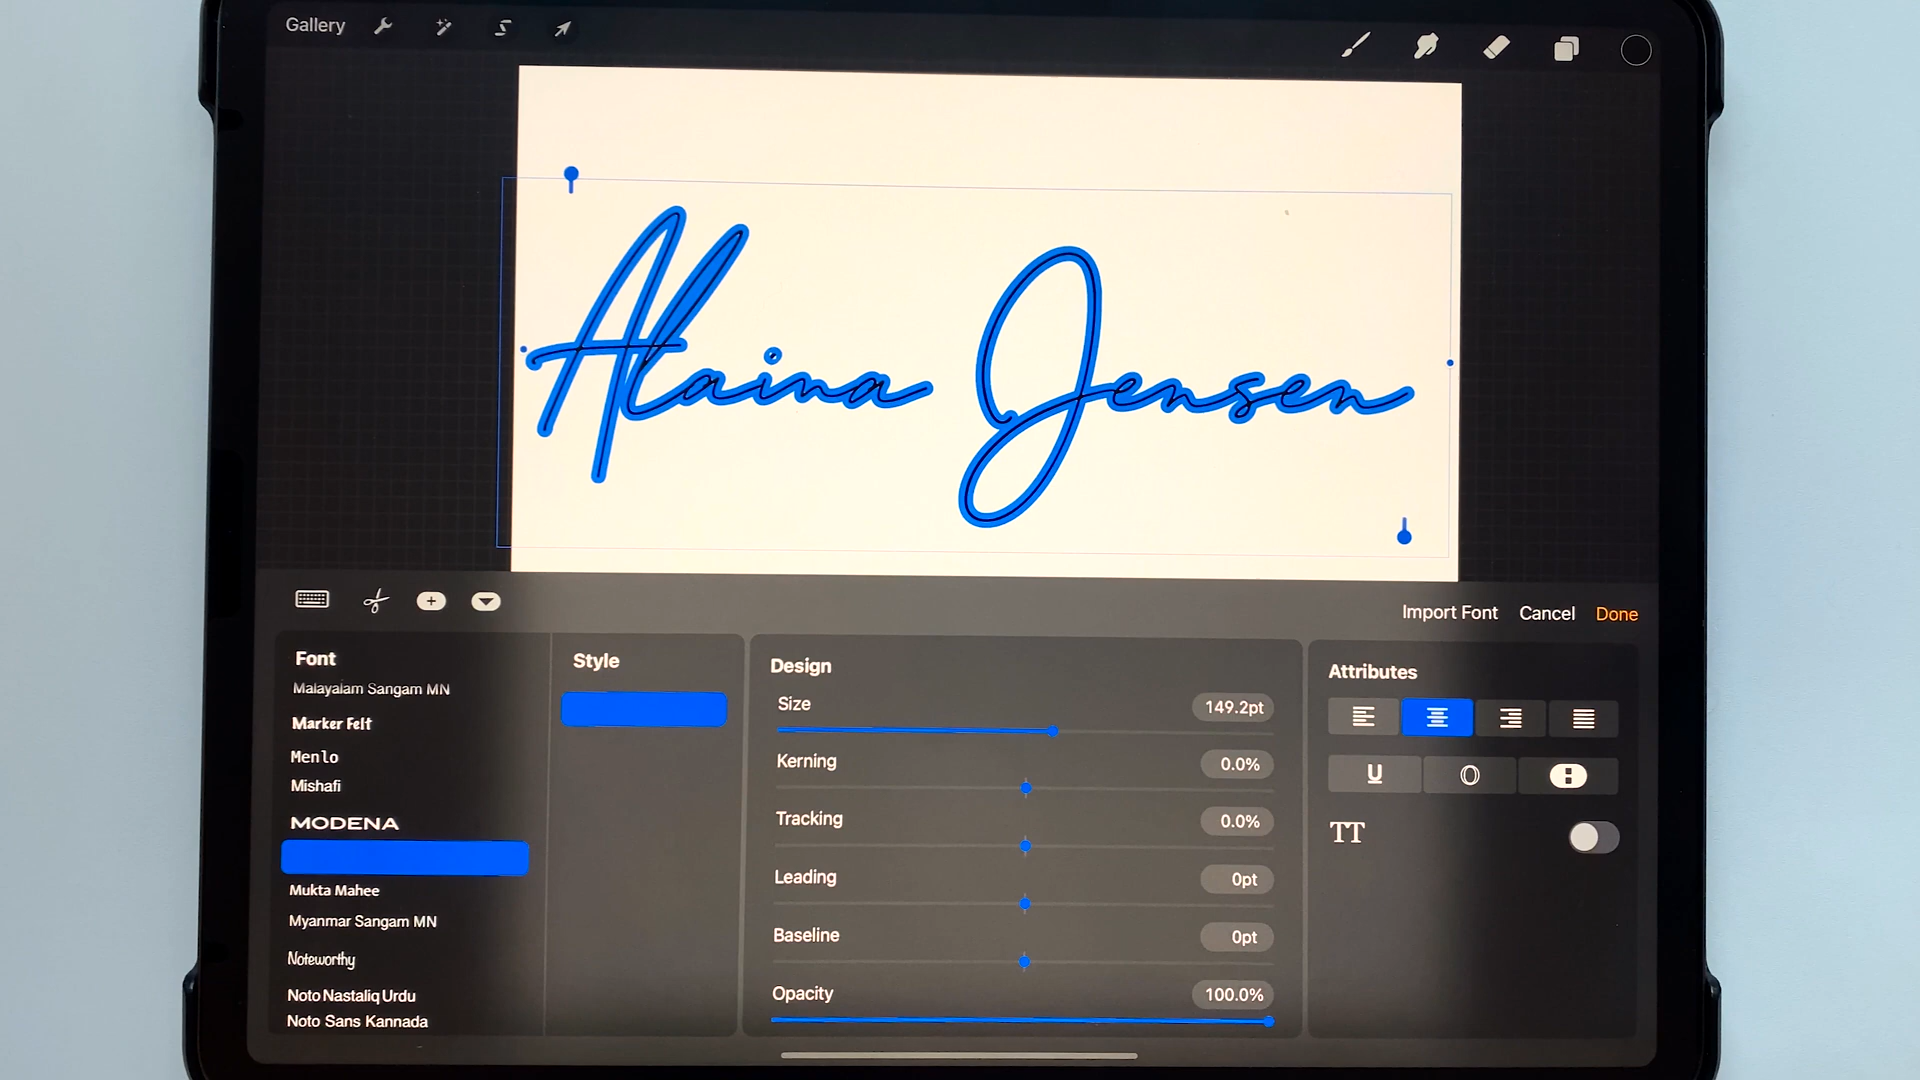 Gallery
Alaina Jensen
Import Font Cancel Done
Font
Malayalam Sangam MN
Marker Felt
Menlo
Mishafi
MODENA
Mukta Mahee
Myanmar Sangam MN
Noteworthy
Noto Nastaliq Urdu
Noto Sans Kannada
Style
Design
Size 149.2pt
Kerning 0.0%
Tracking 0.0%
Leading 0pt
Baseline 0pt
Opacity 100.0%
Attributes
U O
TT